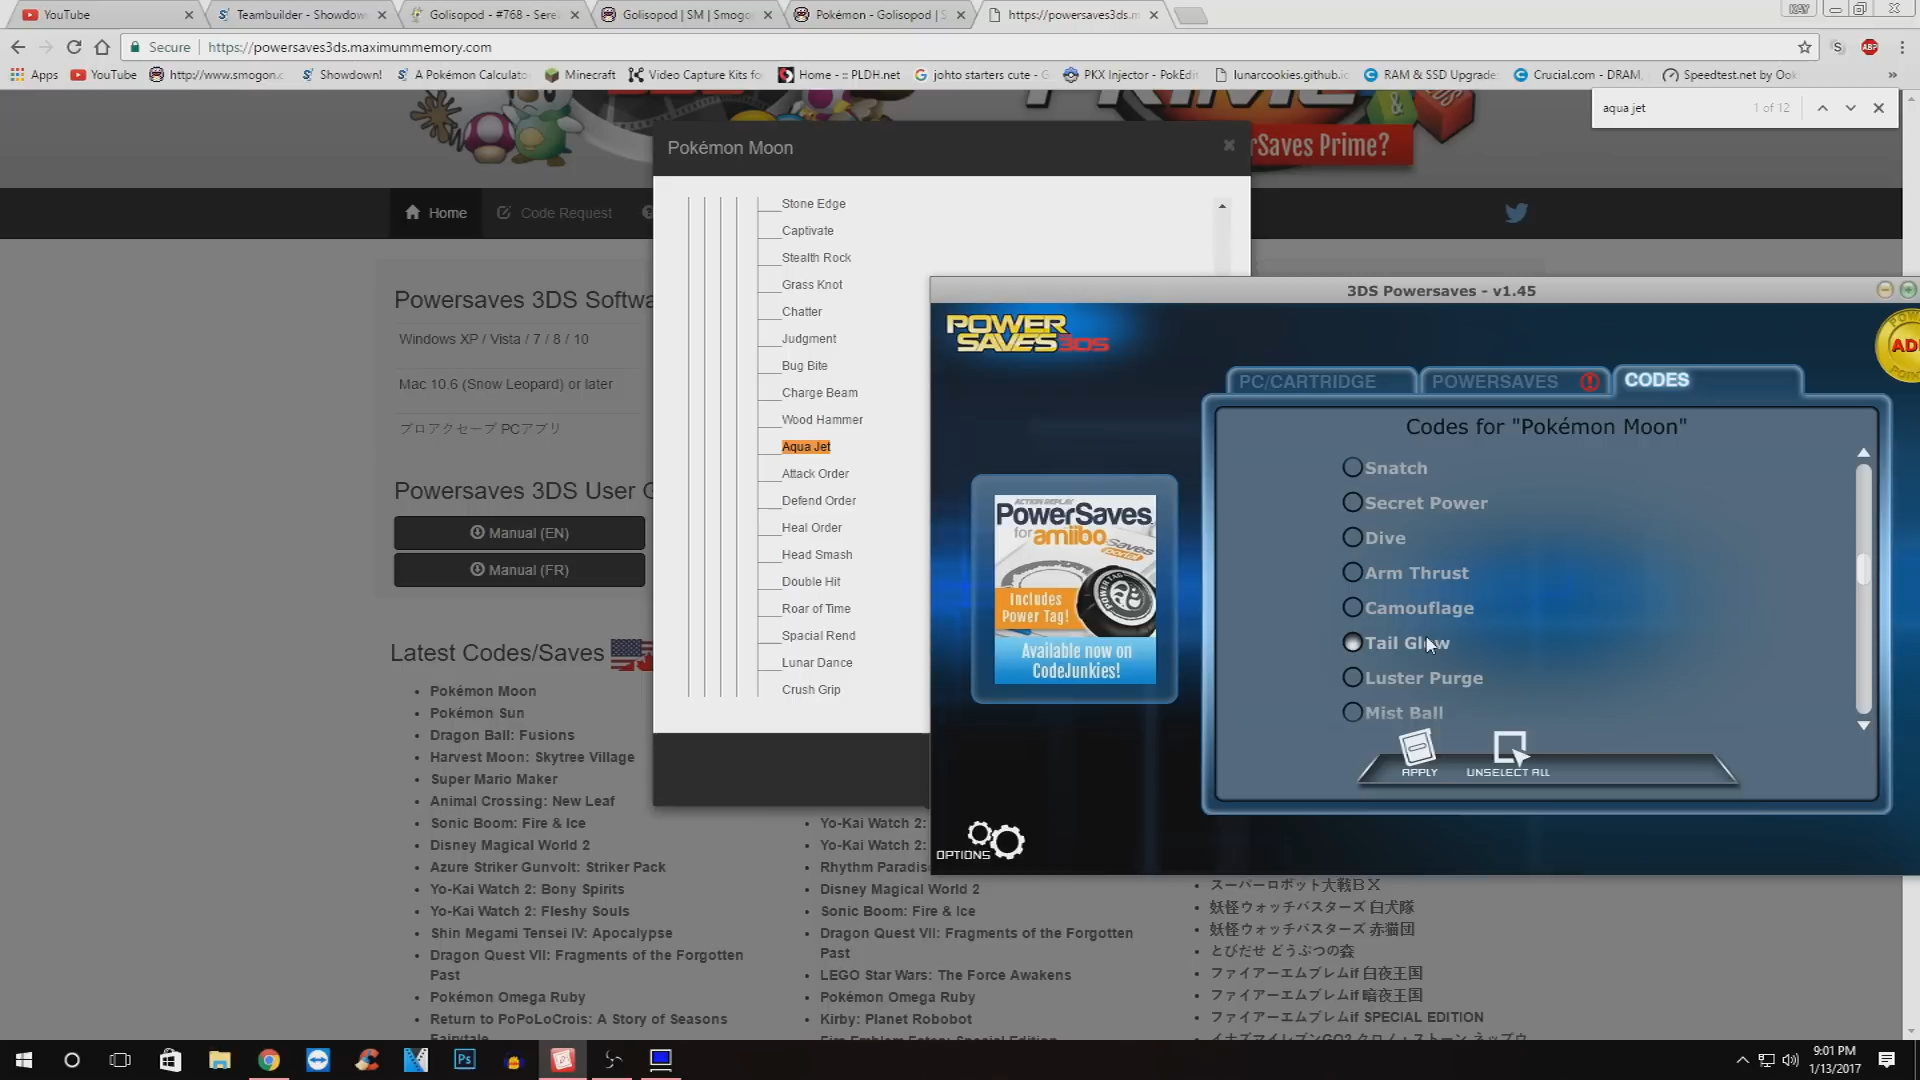 YouTube
Teambuilder - Showdow
Golisopod - #768 - Sere
Golisopod | SM | Smogo
Pokémon - Golisopod | S
https://powersaves3ds.m
RAY
Secure
https://powersaves3ds.maximummemory.com
Apps
YouTube
http://www.smogon.c
Showdown!
A Pokémon Calculato
Minecraft
Video Capture Kits fo
Home - :: PLDH.net
johto starters cute - G
PKX Injector - PokEdit
lunarcookies.github.io
RAM & SSD Upgrade
Crucial.com - DRAM,
Speedtest.net by Ook
»
aqua jet
1 of 12
S
ABP
rSaves Prime?
Home
Code Request
Powersaves 3DS Softwa
Windows XP / Vista / 7 / 8 / 10
Mac 10.6 (Snow Leopard) or later
プロアクセーブ PCアプリ
Powersaves 3DS User G
Manual (EN)
Manual (FR)
Latest Codes/Saves
Pokémon Moon
Pokémon Sun
Dragon Ball: Fusions
Harvest Moon: Skytree Village
Super Mario Maker
Animal Crossing: New Leaf
Sonic Boom: Fire & Ice
Disney Magical World 2
Azure Striker Gunvolt: Striker Pack
Yo-Kai Watch 2: Bony Spirits
Yo-Kai Watch 2: Fleshy Souls
Shin Megami Tensei IV: Apocalypse
Dragon Quest VII: Fragments of the Forgotten
Past
Pokémon Omega Ruby
Return to PoPoLoCrois: A Story of Seasons
Fairytale
Yo-Kai Watch 2:
Yo-Kai Watch 2:
Rhythm Paradis
Disney Magical World 2
Sonic Boom: Fire & Ice
Dragon Quest VII: Fragments of the Forgotten
Past
LEGO Star Wars: The Force Awakens
Pokémon Omega Ruby
Kirby: Planet Robobot
スーパーロボット大戦BX
妖怪ウォッチバスターズ 白犬隊
妖怪ウォッチバスターズ 赤猫団
とびだせ どうぶつの森
ファイアーエムブレムif 白夜王国
ファイアーエムブレムif 暗夜王国
ファイアーエムブレムif SPECIAL EDITION
Pokémon Moon
Stone Edge
Captivate
Stealth Rock
Grass Knot
Chatter
Judgment
Bug Bite
Charge Beam
Wood Hammer
Aqua Jet
Attack Order
Defend Order
Heal Order
Head Smash
Double Hit
Roar of Time
Spacial Rend
Lunar Dance
Crush Grip
3DS Powersaves - v1.45
POWER
SAVES 3DS
PC/CARTRIDGE
POWERSAVES
CODES
Codes for "Pokémon Moon"
Snatch
Secret Power
Dive
Arm Thrust
Camouflage
Tail Glow
Luster Purge
Mist Ball
APPLY
UNSELECT ALL
ACTION REPLAY
PowerSaves
for amiibo
Includes
Power Tag!
Available now on
CodeJunkies!
OPTIONS
Ps
9:01 PM
1/13/2017